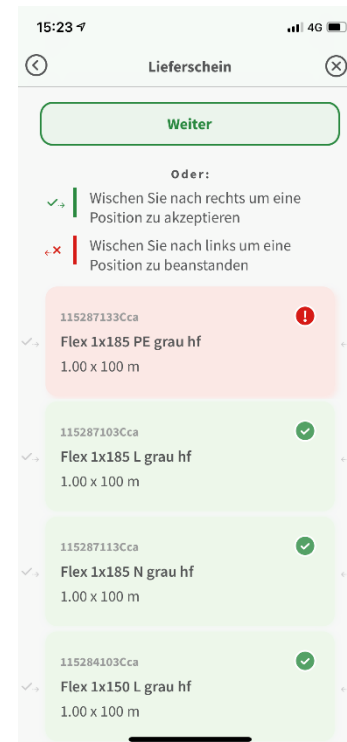 15:23
4G
Lieferschein
Weiter
Oder:
Wischen Sie nach rechts um eine
Position zu akzeptieren
Wischen Sie nach links um eine
Position zu beanstanden
115287133Cca
Flex 1x185 PE grau hf
1.00 x 100 m
115287103Cca
Flex 1x185 L grau hf
1.00 x 100 m
115287113Cca
Flex 1x185 N grau hf
1.00 x 100 m
115284103Cca
Flex 1x150 L grau hf
1.00 x 100 m